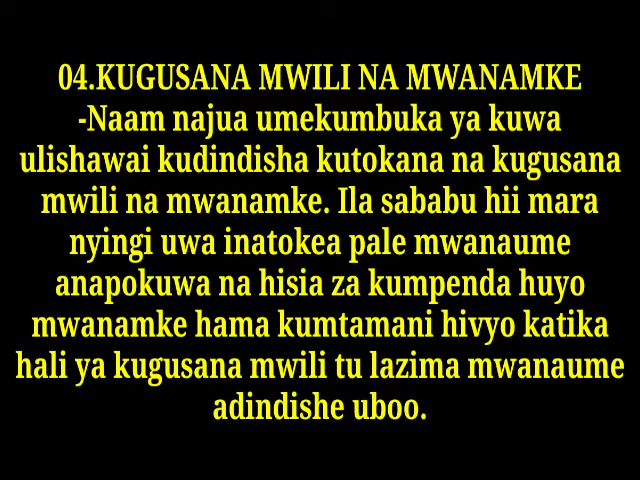 04.KUGUSANA MWILI NA MWANAMKE
-Naam najua umekumbuka ya kuwa
ulishawai kudindisha kutokana na kugusana
mwili na mwanamke. Ila sababu hii mara
nyingi uwa inatokea pale mwanaume
anapokuwa na hisia za kumpenda huyo
mwanamke hama kumtamani hivyo katika
hali ya kugusana mwili tu lazima mwanaume
adindishe uboo.